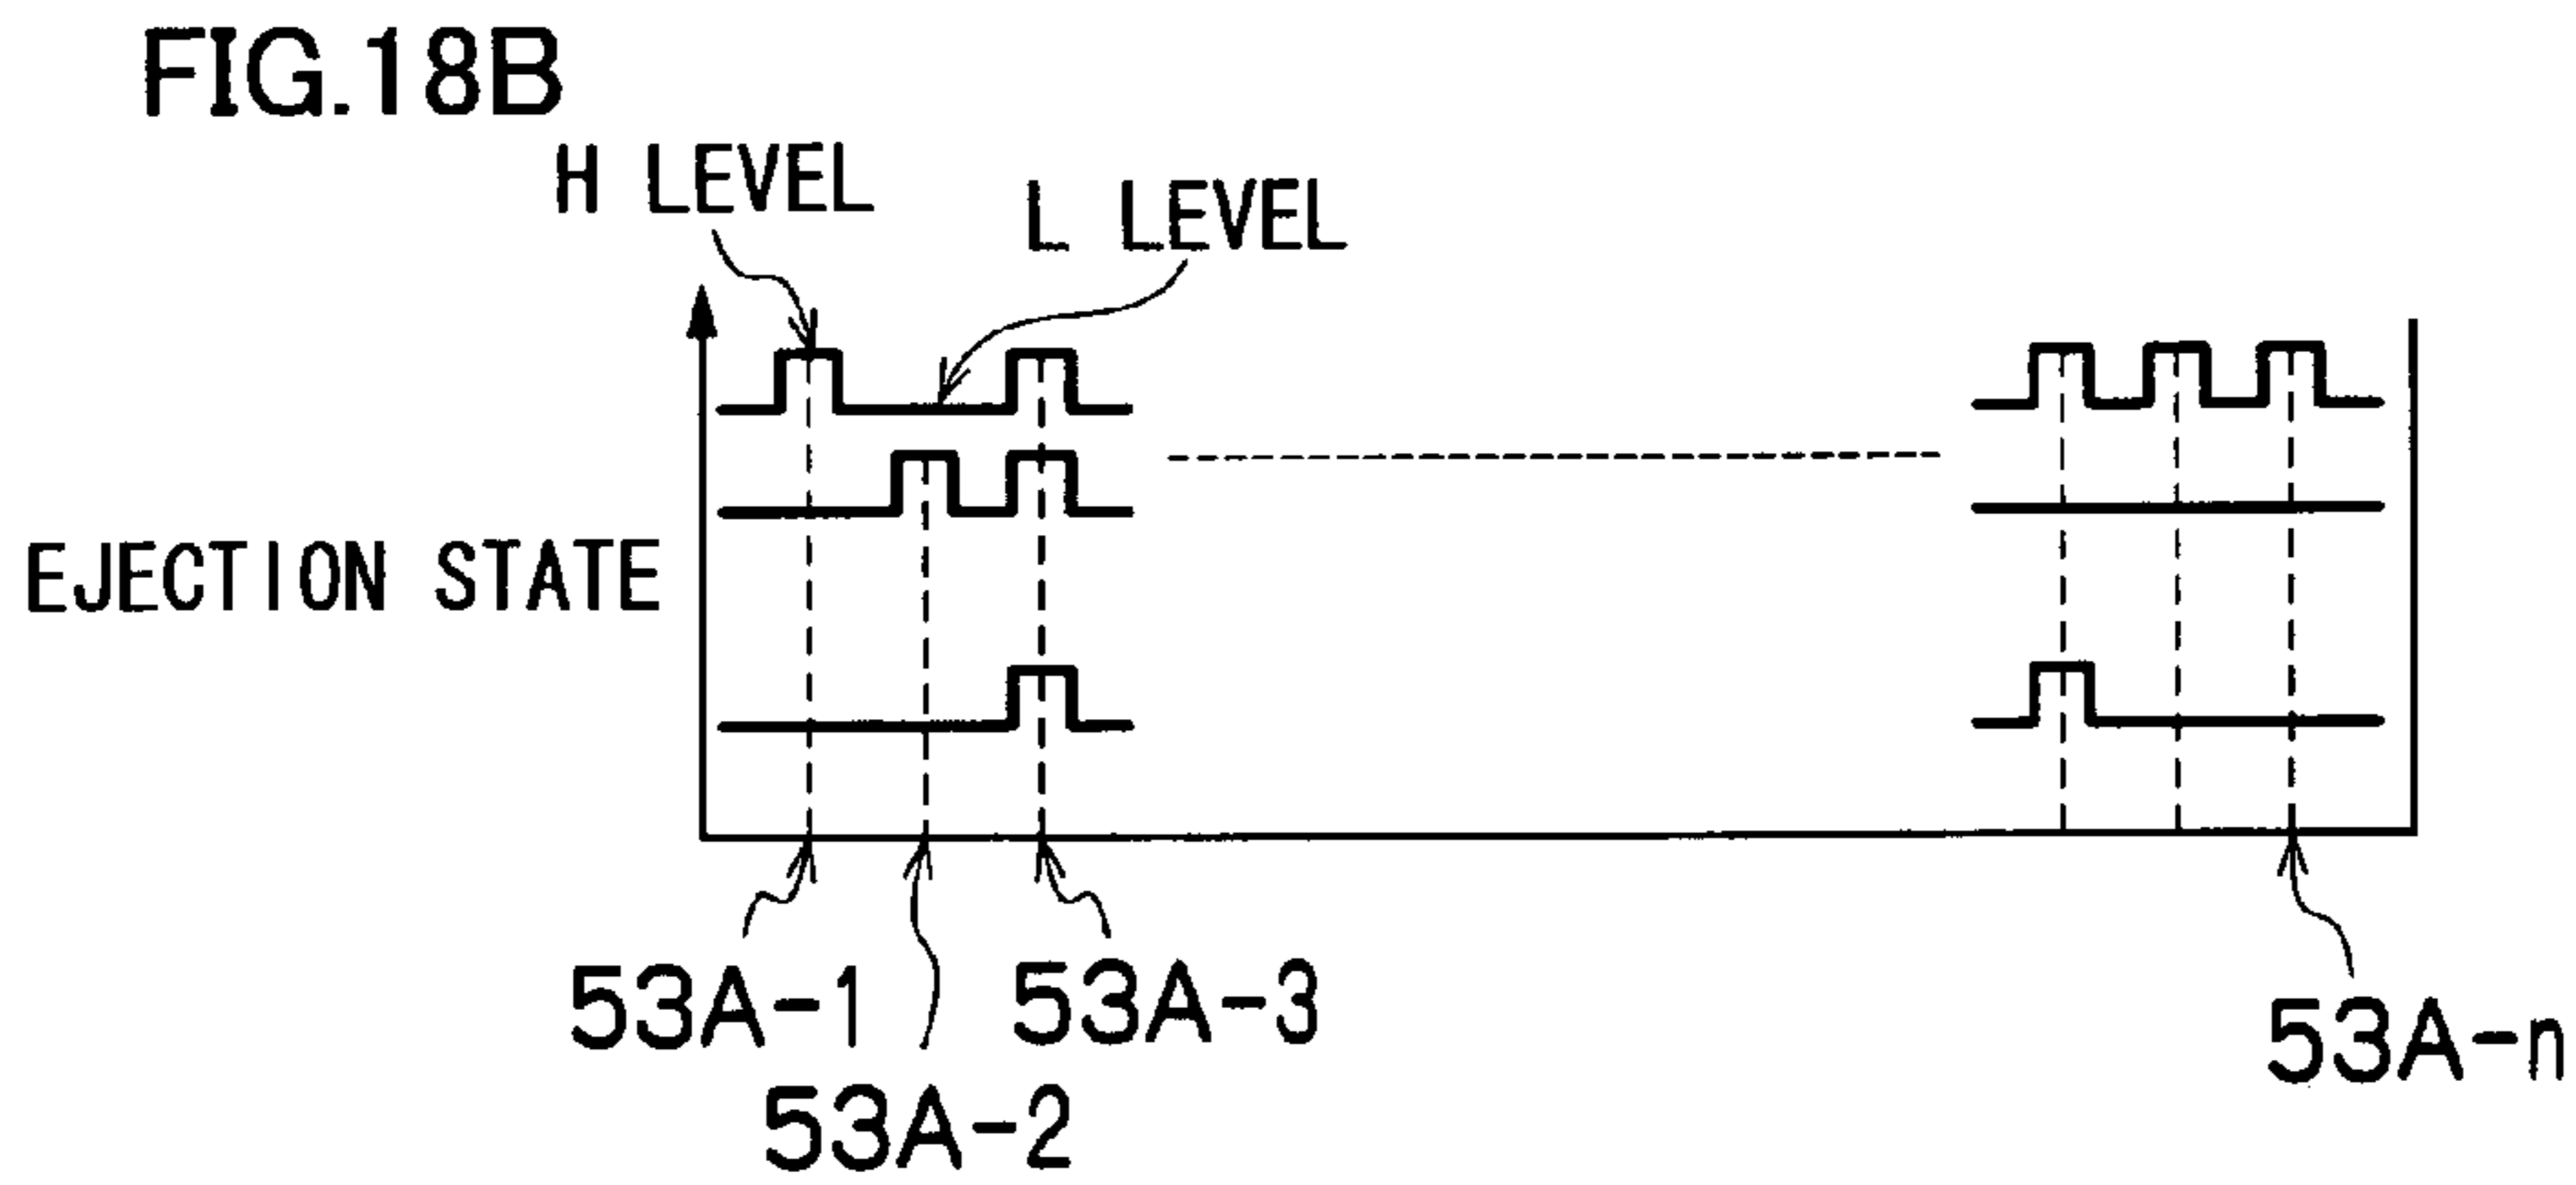 FIG.18B
H LEVEL
L LEVEL
EJECTION STATE
53A-1
53A-2
53A-3
53A-n